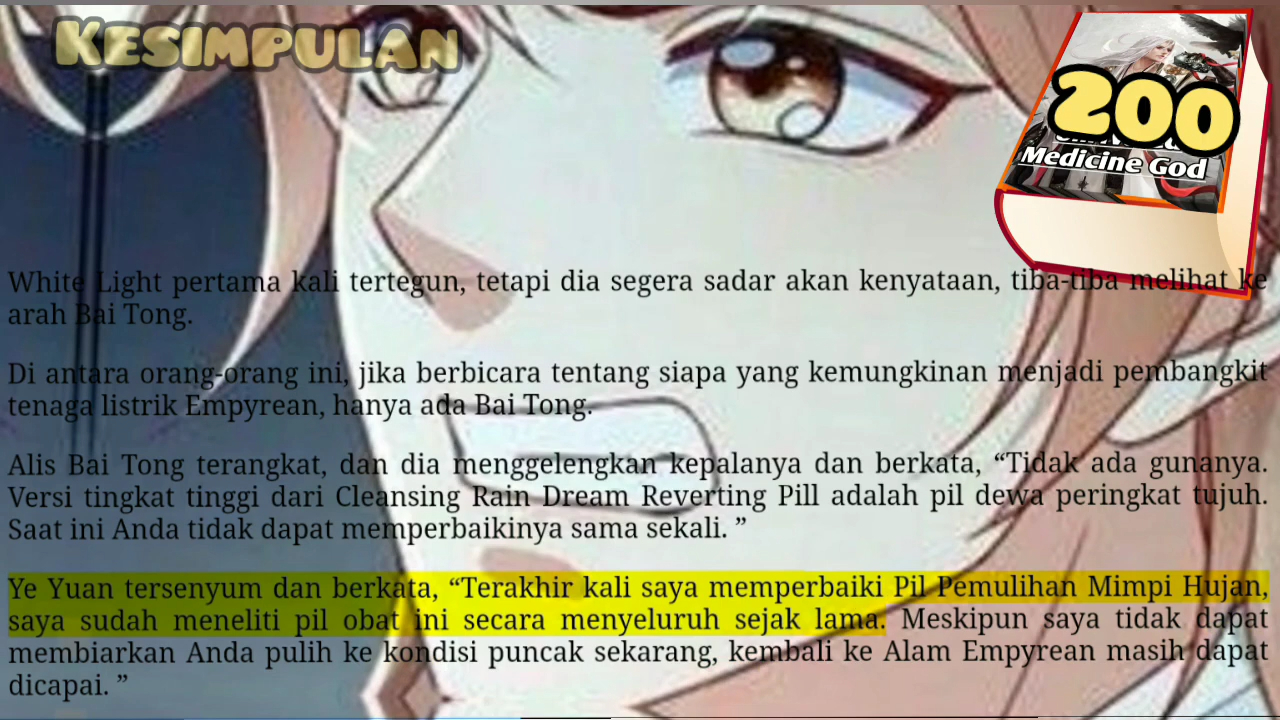 KESIMPULAN
200
Medicine God
White Light pertama kali tertegun, tetapi dia segera sadar akan kenyataan, tiba-tiba melihat ke
arah Bai Tong.
Di antara orang-orang ini, jika berbicara tentang siapa yang kemungkinan menjadi pembangkit
tenaga listrik Empyrean, hanya ada Bai Tong.
Alis Bai Tong terangkat, dan dia menggelengkan kepalanya dan berkata, “Tidak ada gunanya.
Versi tingkat tinggi dari Cleansing Rain Dream Reverting Pill adalah pil dewa peringkat tujuh.
Saat ini Anda tidak dapat memperbaikinya sama sekali. ”
Ye Yuan tersenyum dan berkata, “Terakhir kali saya memperbaiki Pil Pemulihan Mimpi Hujan,
saya sudah meneliti pil obat ini secara menyeluruh sejak lama. Meskipun saya tidak dapat
membiarkan Anda pulih ke kondisi puncak sekarang, kembali ke Alam Empyrean masih dapat
dicapai. ”